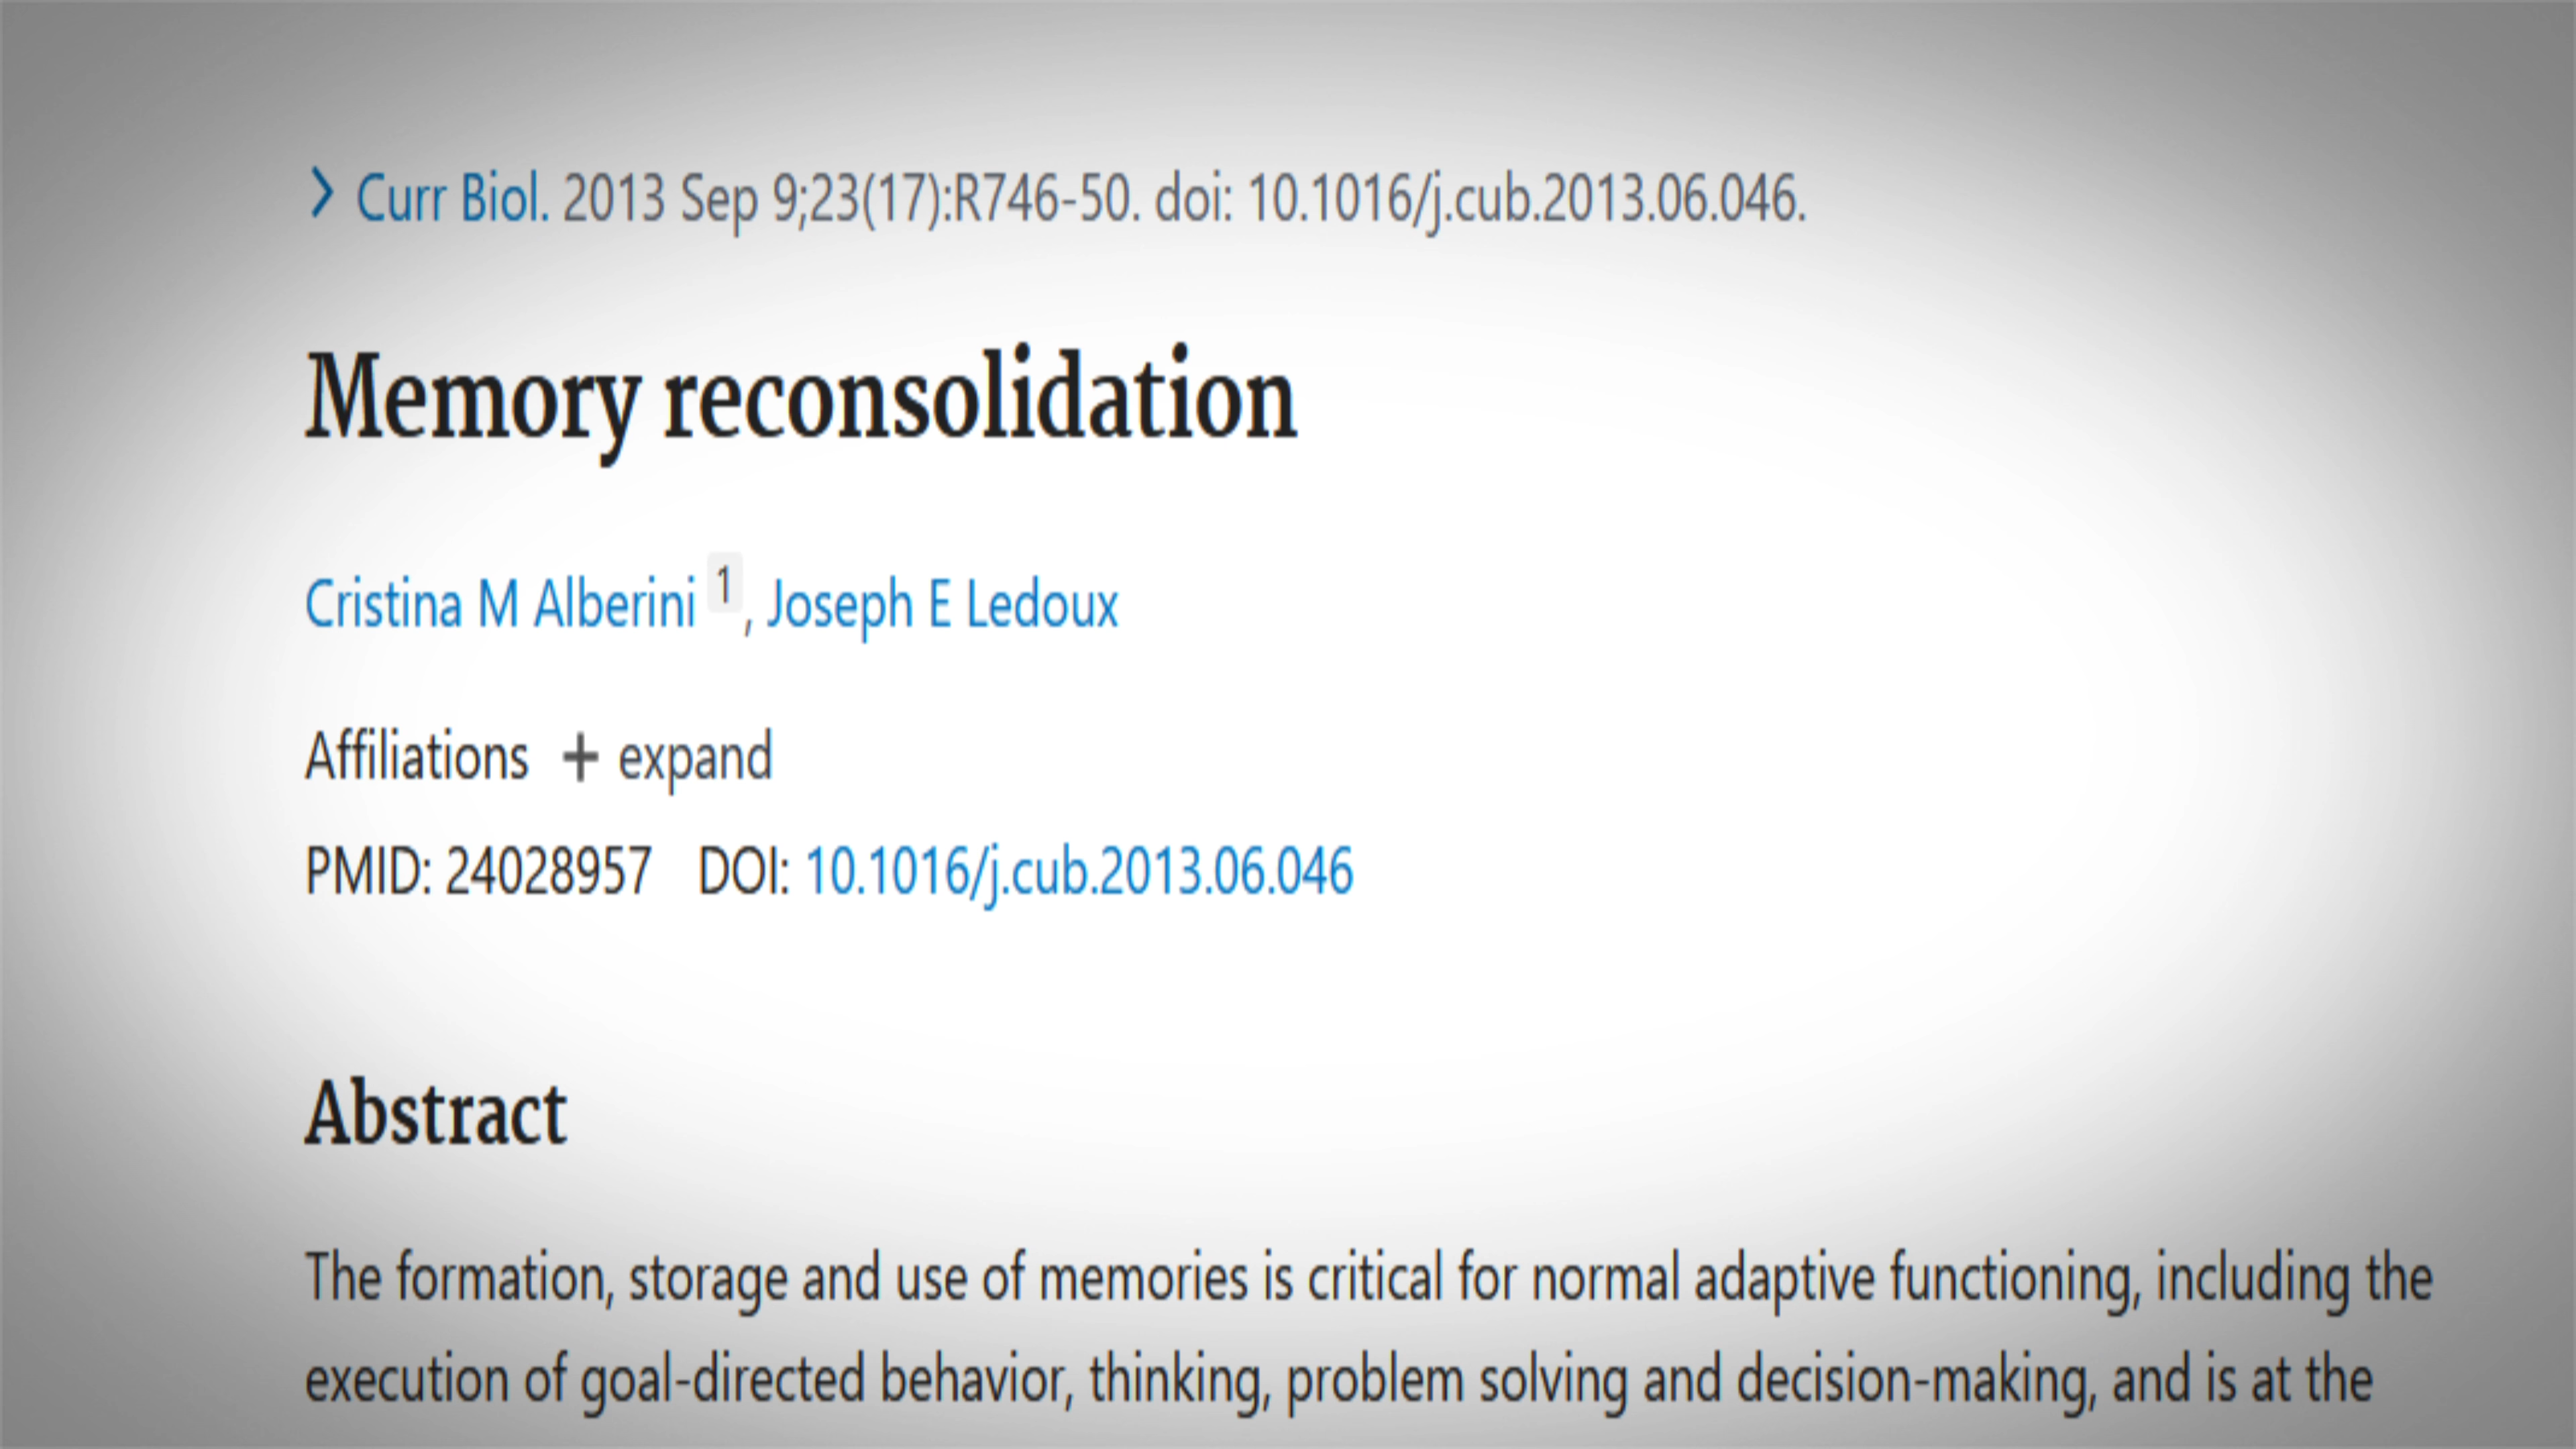 > Curr Biol. 2013 Sep 9;23(17):R746-50. doi: 10.1016/j.cub.2013.06.046.
Memory reconsolidation
Cristina M Alberini 1, Joseph E Ledoux
Affiliations + expand
PMID: 24028957 DOI: 10.1016/j.cub.2013.06.046
Abstract
The formation, storage and use of memories is critical for normal adaptive functioning, including the
execution of goal-directed behavior, thinking, problem solving and decision-making, and is at the